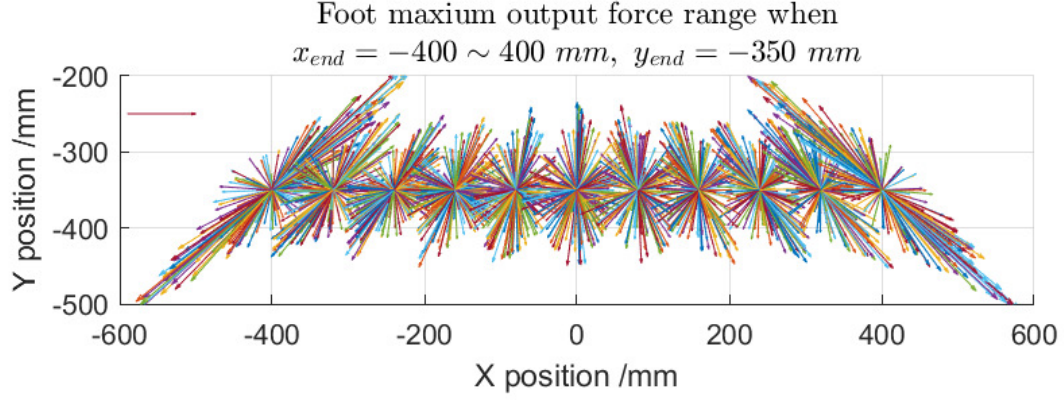 Foot maxium output force range when
x_end = −400 ∼ 400 mm, y_end = −350 mm
-200
-300
-400
-500
Y position /mm
-600 -400 -200 0 200 400 600
X position /mm